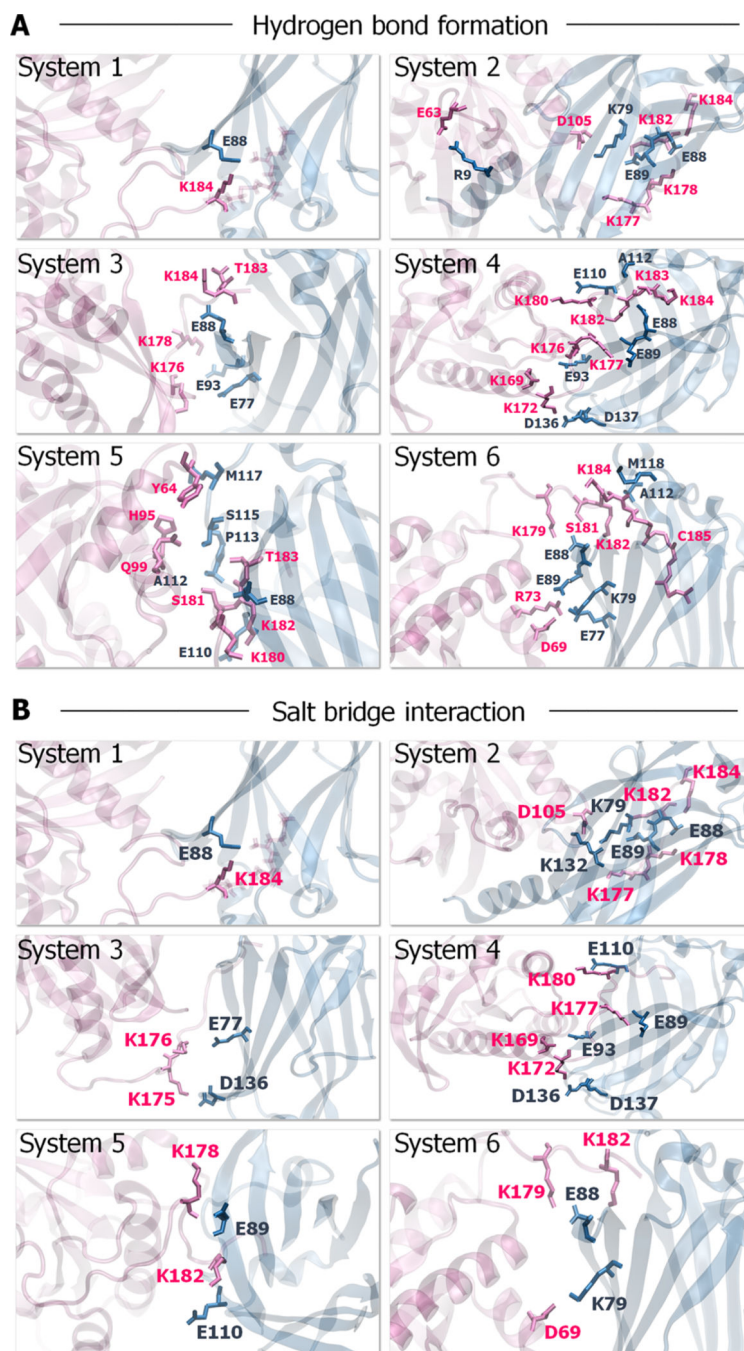 A Hydrogen bond formation
System 1
E88
K184
System 2
E63
D105
K79
K184
K182
R9
E89
E88
K178
K177
System 3
K184
T183
E88
K178
K176
E93
E77
System 4
A112
E110
K183
K180
K184
K182
E88
K176
E89
E93
K177
K169
K172
D136
D137
System 5
M117
Y64
H95
S115
P113
Q99
T183
A112
S181
E88
K182
E110
K180
System 6
K184
M118
A112
K179
S181
K182
C185
E88
E89
R73
K79
E77
D69
B Salt bridge interaction
System 1
E88
K184
System 2
K184
D105
K79
K182
E88
K132
E89
K178
K177
System 3
K176
E77
K175
D136
System 4
E110
K180
K177
E89
K169
E93
K172
D136
D137
System 5
K178
E89
K182
E110
System 6
K182
K179
E88
K79
D69